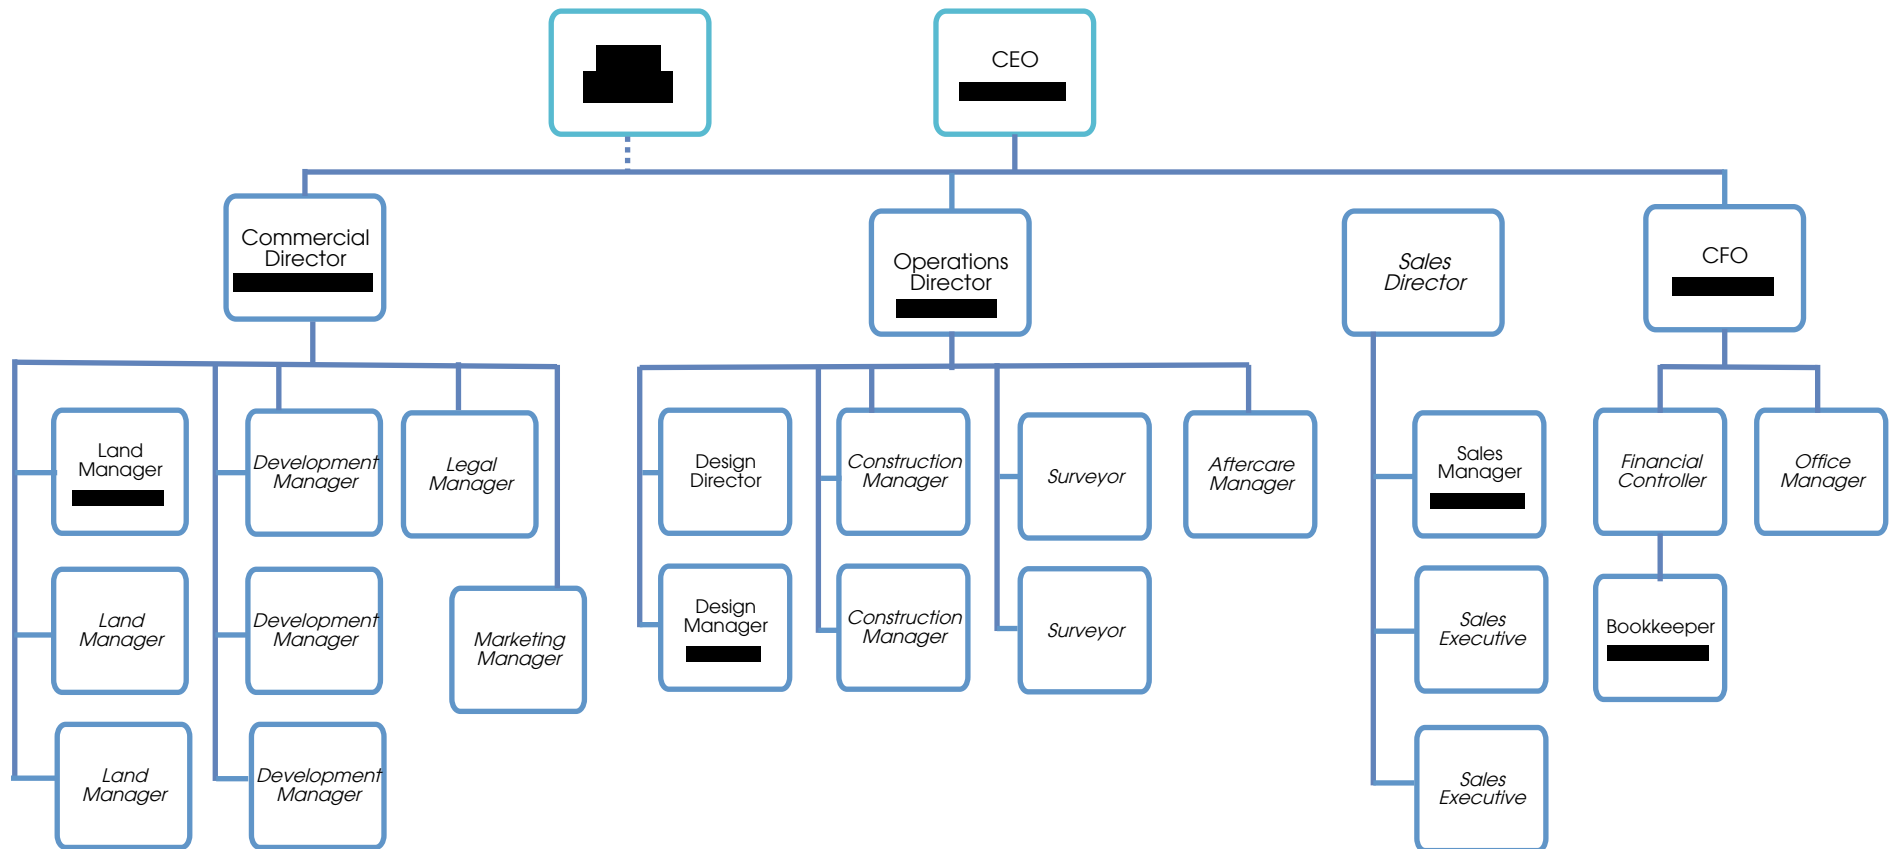 CEO
Commercial
Director
Operations
Director
Sales
Director
CFO
Land
Manager
Development
Manager
Legal
Manager
Design
Director
Construction
Manager
Surveyor
Aftercare
Manager
Sales
Manager
Financial
Controller
Office
Manager
Land
Manager
Development
Manager
Marketing
Manager
Design
Manager
Construction
Manager
Surveyor
Sales
Executive
Bookkeeper
Land
Manager
Development
Manager
Sales
Executive